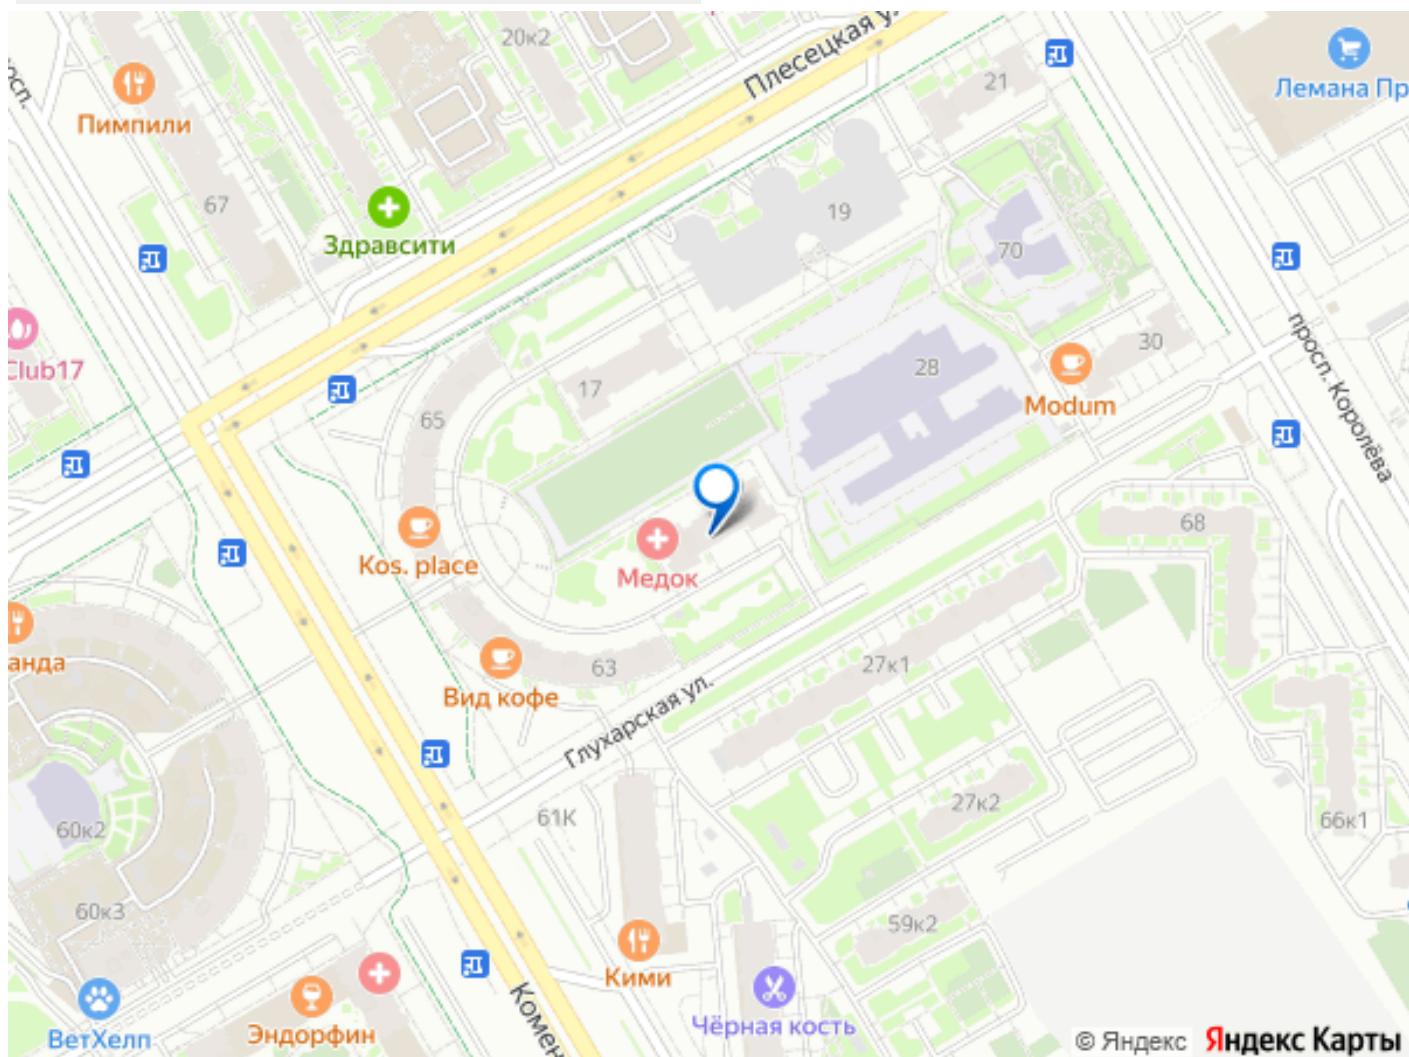 20к2
Плесецкая у
Лемана Пр
21
Пимпили
67
19
Здравсити
70
Club17
просп. Королёва
30
28
17
65
Modum
68
Kos. place
Медок
анда
27к1
63
Вид кофе
Глухарская ул.
27к2
61К
66к1
60к2
60к3
59к2
Кими
Комен
Чёрная кость
ВетХелп
Эндорфин
© Яндекс Яндекс Карты